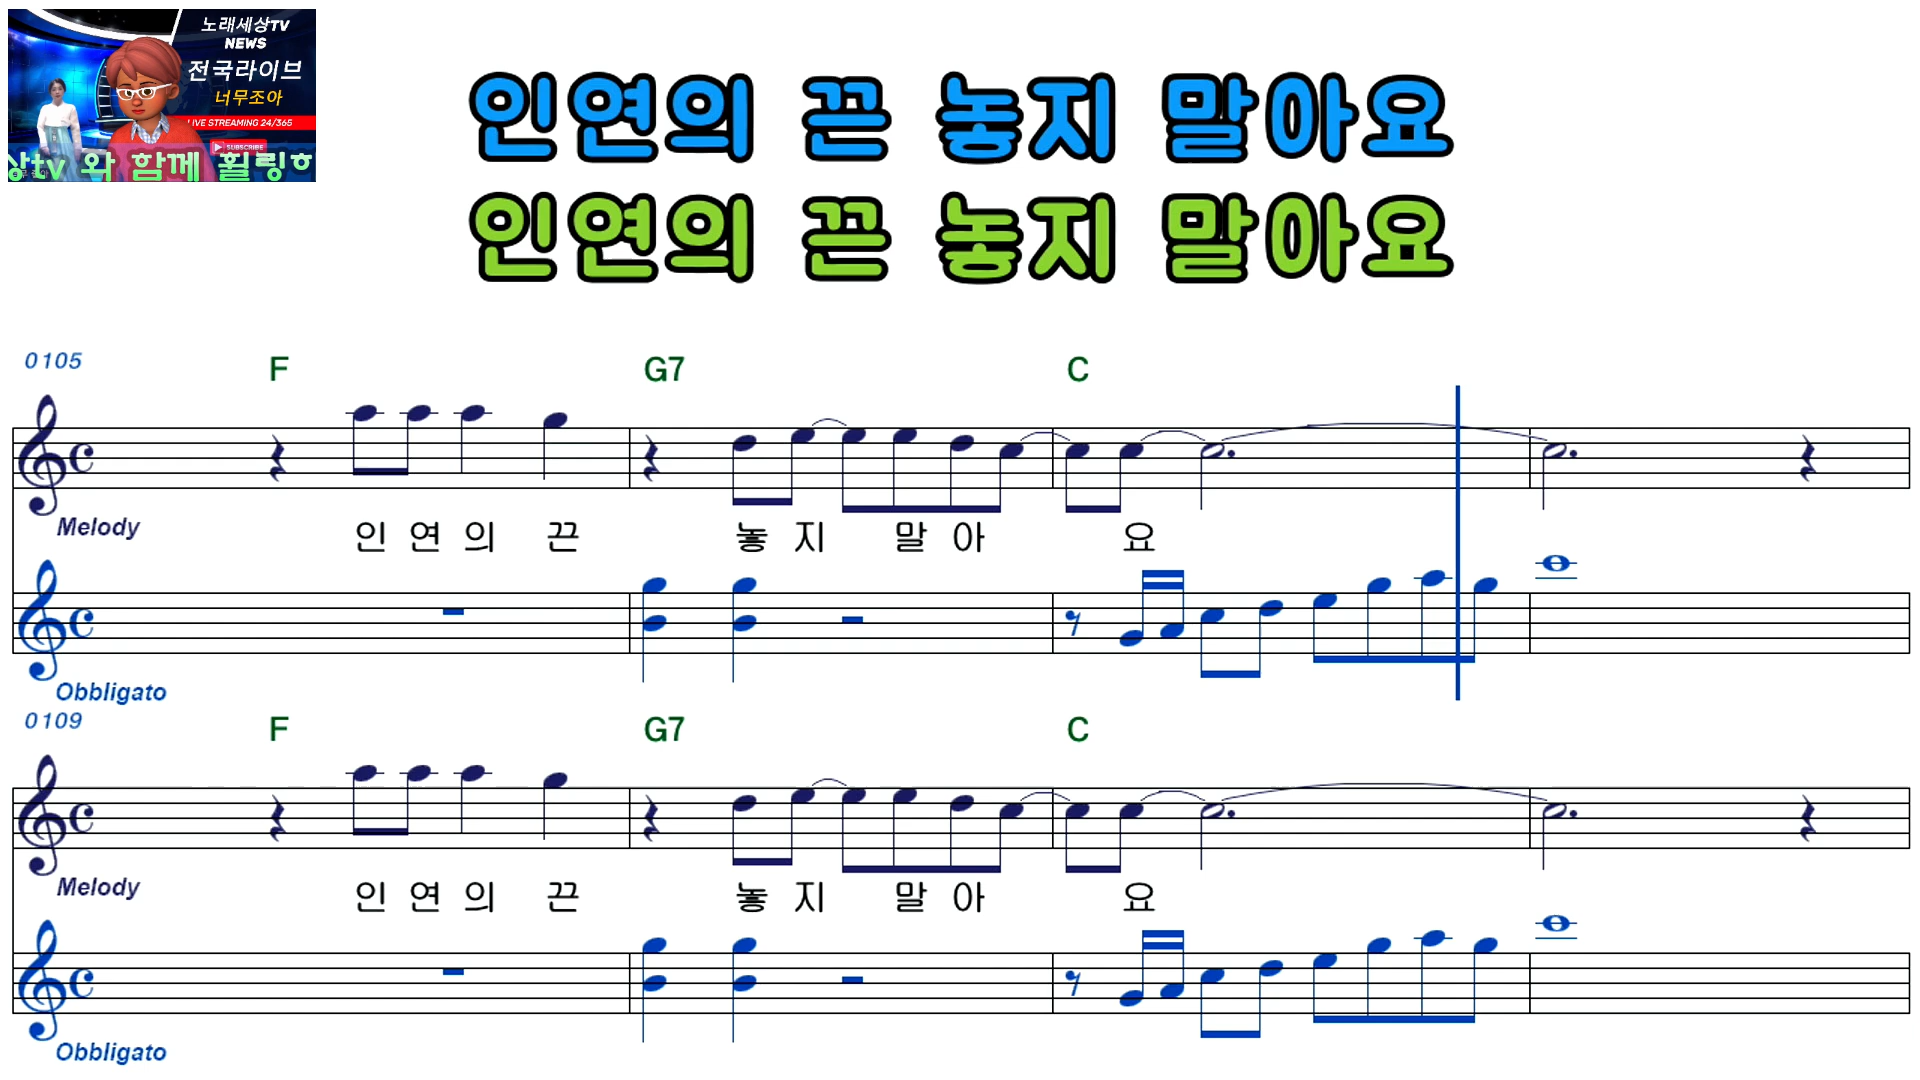 노래세상TV
NEWS
전국라이브
너무조아
LIVE STREAMING 24/365
SUBSCRIBE
상tv 와 함께 힐링하
인연의 끈 놓지 말아요
인연의 끈 놓지 말아요
0105
F G7 C
Melody
인 연 의 끈 놓 지 말 아 요
Obbligato
0109
F G7 C
Melody
인 연 의 끈 놓 지 말 아 요
Obbligato